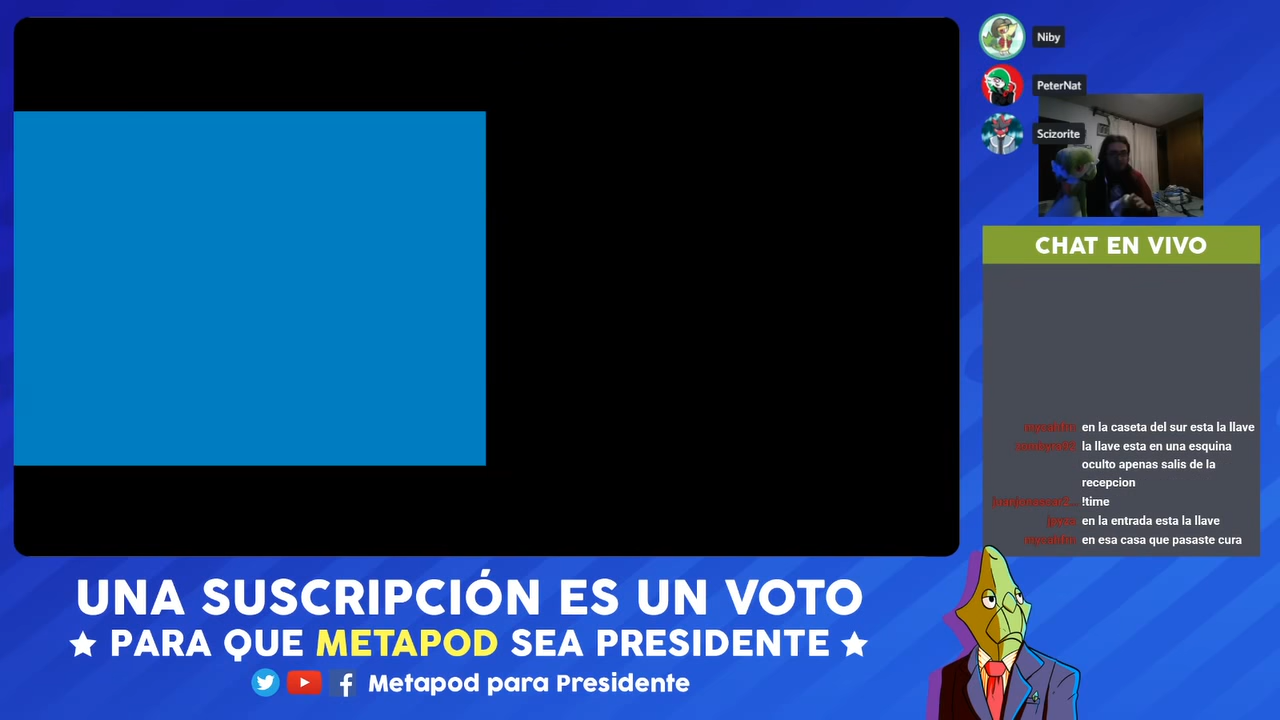 Niby
PeterNat
Scizorite
CHAT EN VIVO
en la caseta del sur esta la llave
la llave esta en una esquina
oculto apenas salis de la
recepcion
!time
en la entrada esta la llave
en esa casa que pasaste cura
UNA SUSCRIPCIÓN ES UN VOTO
★ PARA QUE METAPOD SEA PRESIDENTE ★
Metapod para Presidente